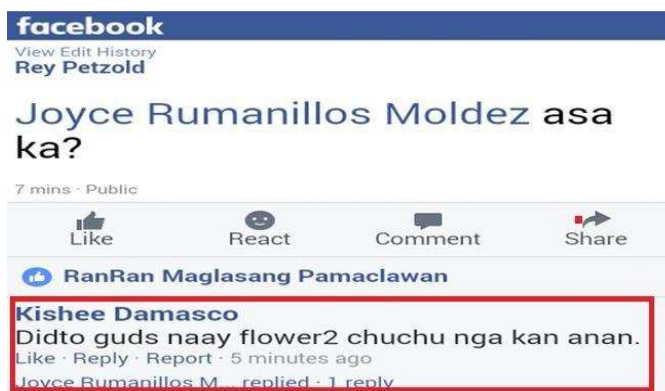 facebook
View Edit History
Rey Petzold
Joyce Rumanillos Moldez asa
ka?
7 mins · Public
Like React Comment Share
RanRan Maglasang Pamaclawan
Kishee Damasco
Didto guds naay flower2 chuchu nga kan anan.
Like · Reply · Report · 5 minutes ago
Joyce Rumanillos M... replied · 1 reply